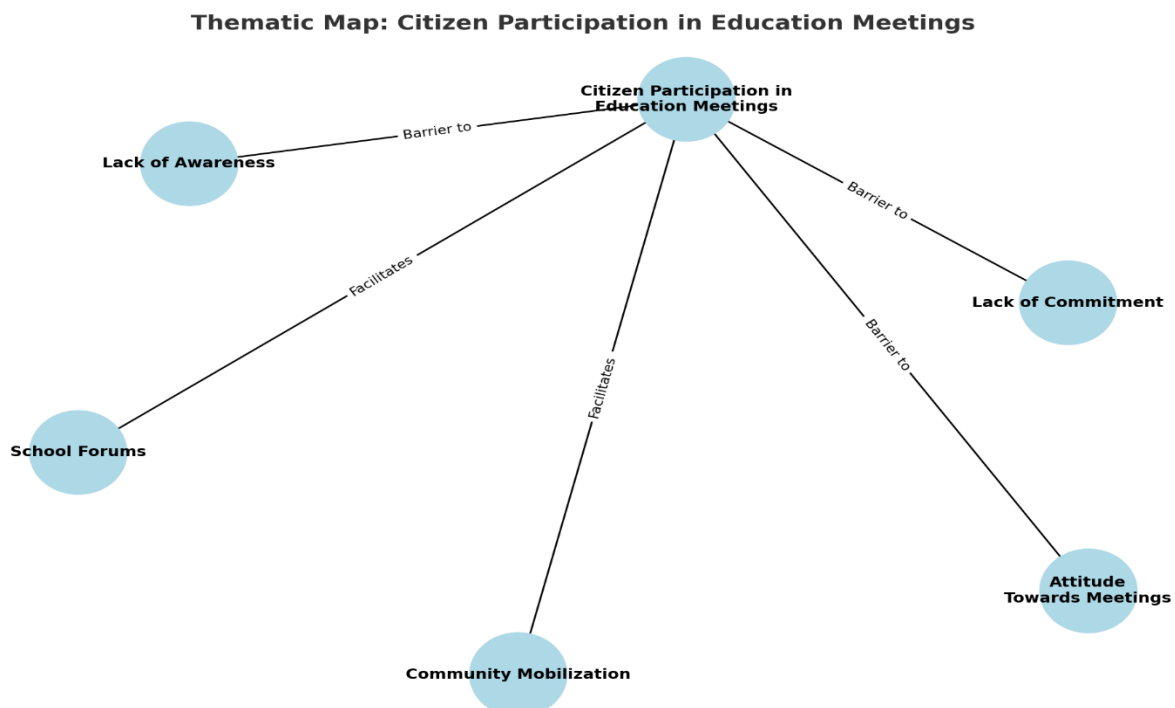 Thematic Map: Citizen Participation in Education Meetings
Citizen Participation in
Education Meetings
Barrier to
Lack of Awareness
Barrier to
Facilitates
Lack of Commitment
Barrier to
Facilitates
School Forums
Attitude
Towards Meetings
Community Mobilization